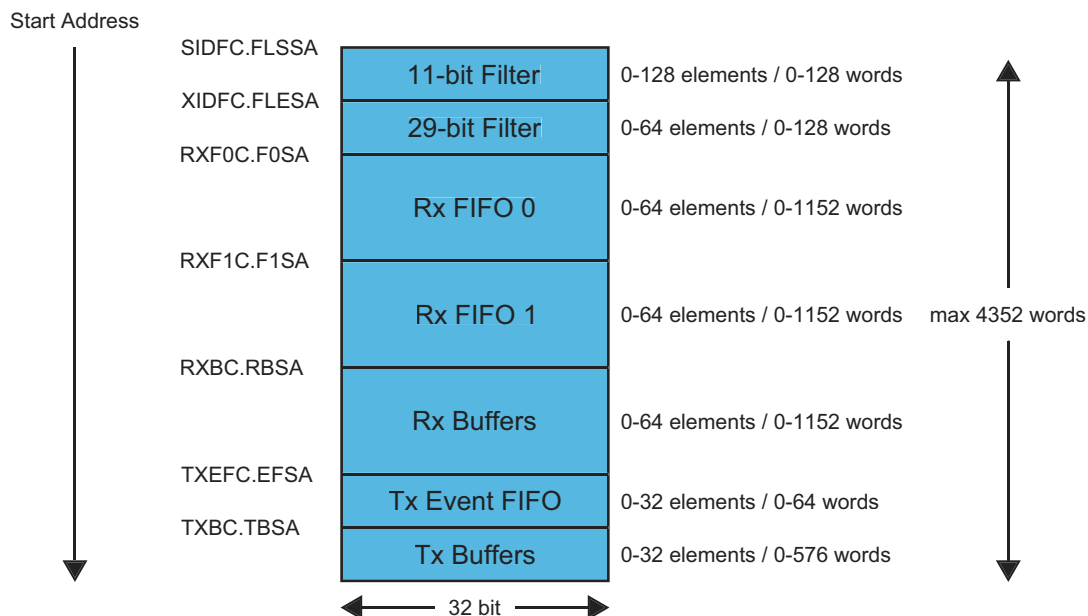 Start Address
SIDFC.FLSSA
11-bit Filter
0-128 elements / 0-128 words
XIDFC.FLESA
29-bit Filter
0-64 elements / 0-128 words
RXF0C.F0SA
Rx FIFO 0
0-64 elements / 0-1152 words
RXF1C.F1SA
Rx FIFO 1
0-64 elements / 0-1152 words
max 4352 words
RXBC.RBSA
Rx Buffers
0-64 elements / 0-1152 words
TXEFC.EFSA
Tx Event FIFO
0-32 elements / 0-64 words
TXBC.TBSA
Tx Buffers
0-32 elements / 0-576 words
32 bit